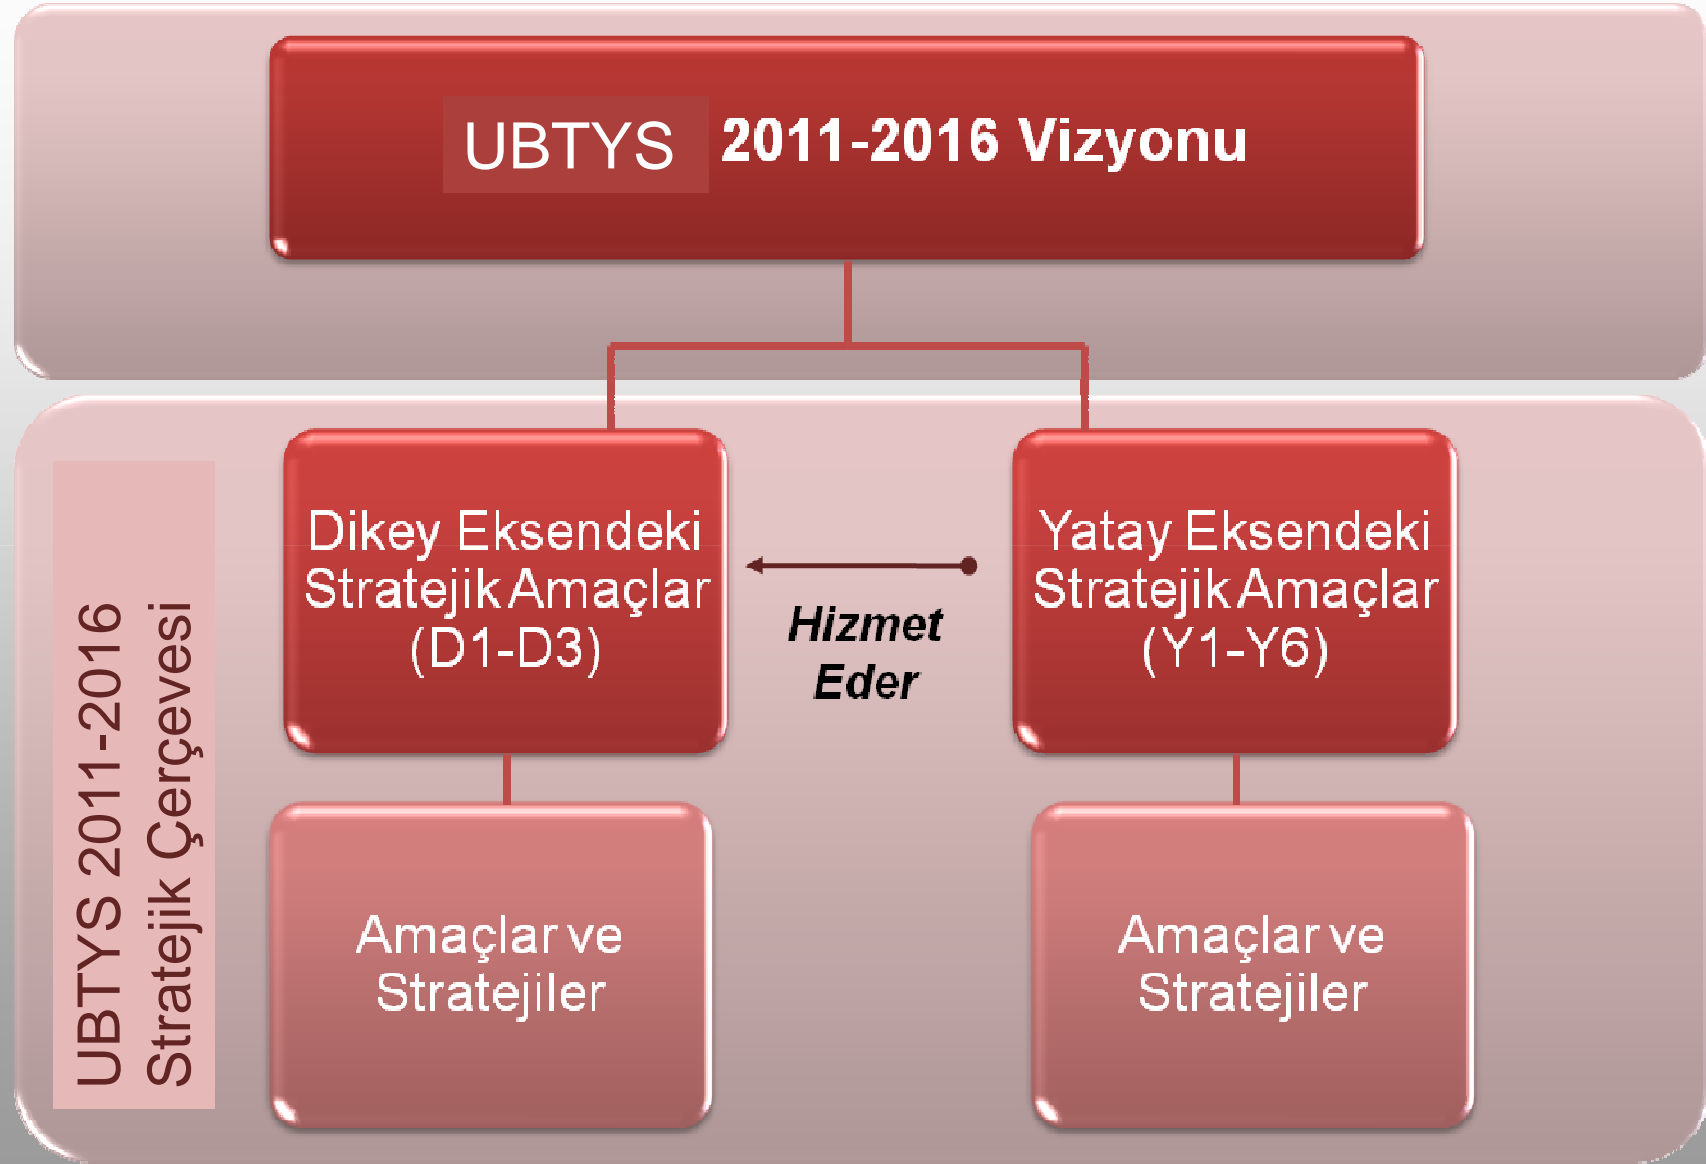 UBTYS 2011-2016 Vizyonu
UBTYS 2011-2016
Stratejik Çerçevesi
Dikey Eksendeki
Stratejik Amaçlar
(D1-D3)
Hizmet
Eder
Yatay Eksendeki
Stratejik Amaçlar
(Y1-Y6)
Amaçlar ve
Stratejiler
Amaçlar ve
Stratejiler